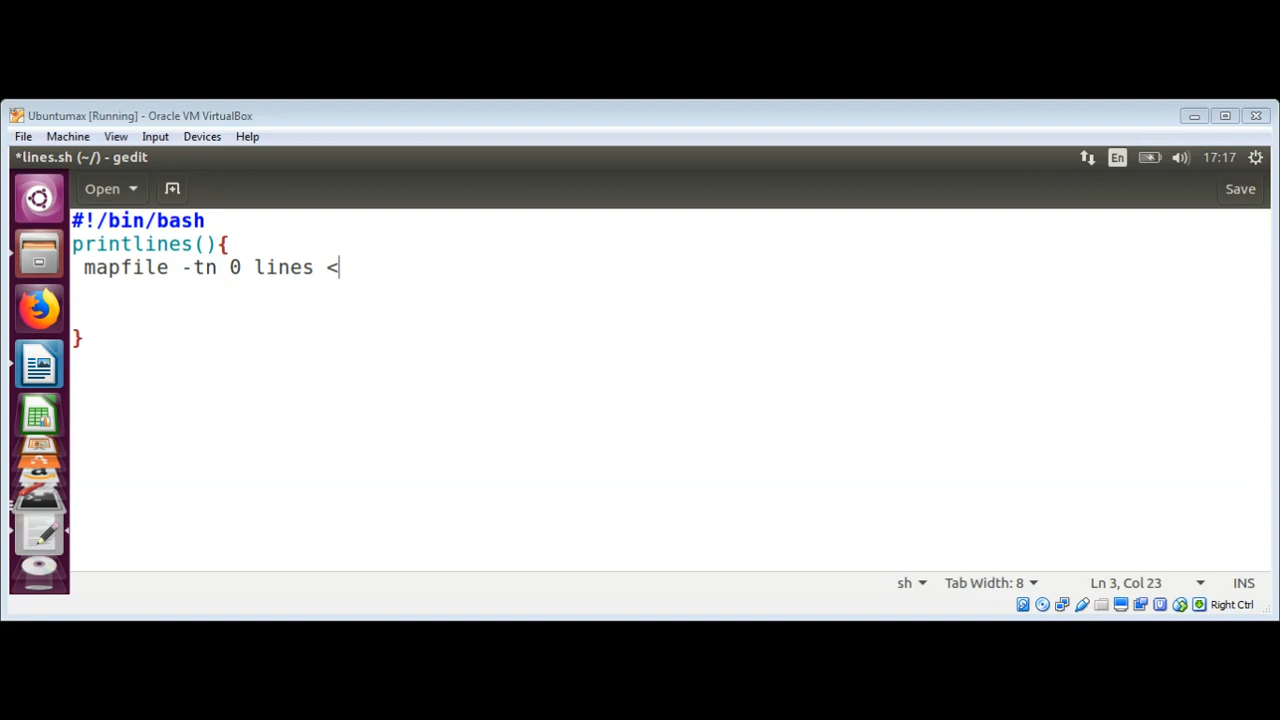 Ubuntumax [Running] - Oracle VM VirtualBox
File Machine View Input Devices Help
*lines.sh (~/) - gedit En 17:17
Open Save
#!/bin/bash
printlines(){
mapfile -tn 0 lines <
}
sh Tab Width: 8 Ln 3, Col 23 INS
Right Ctrl